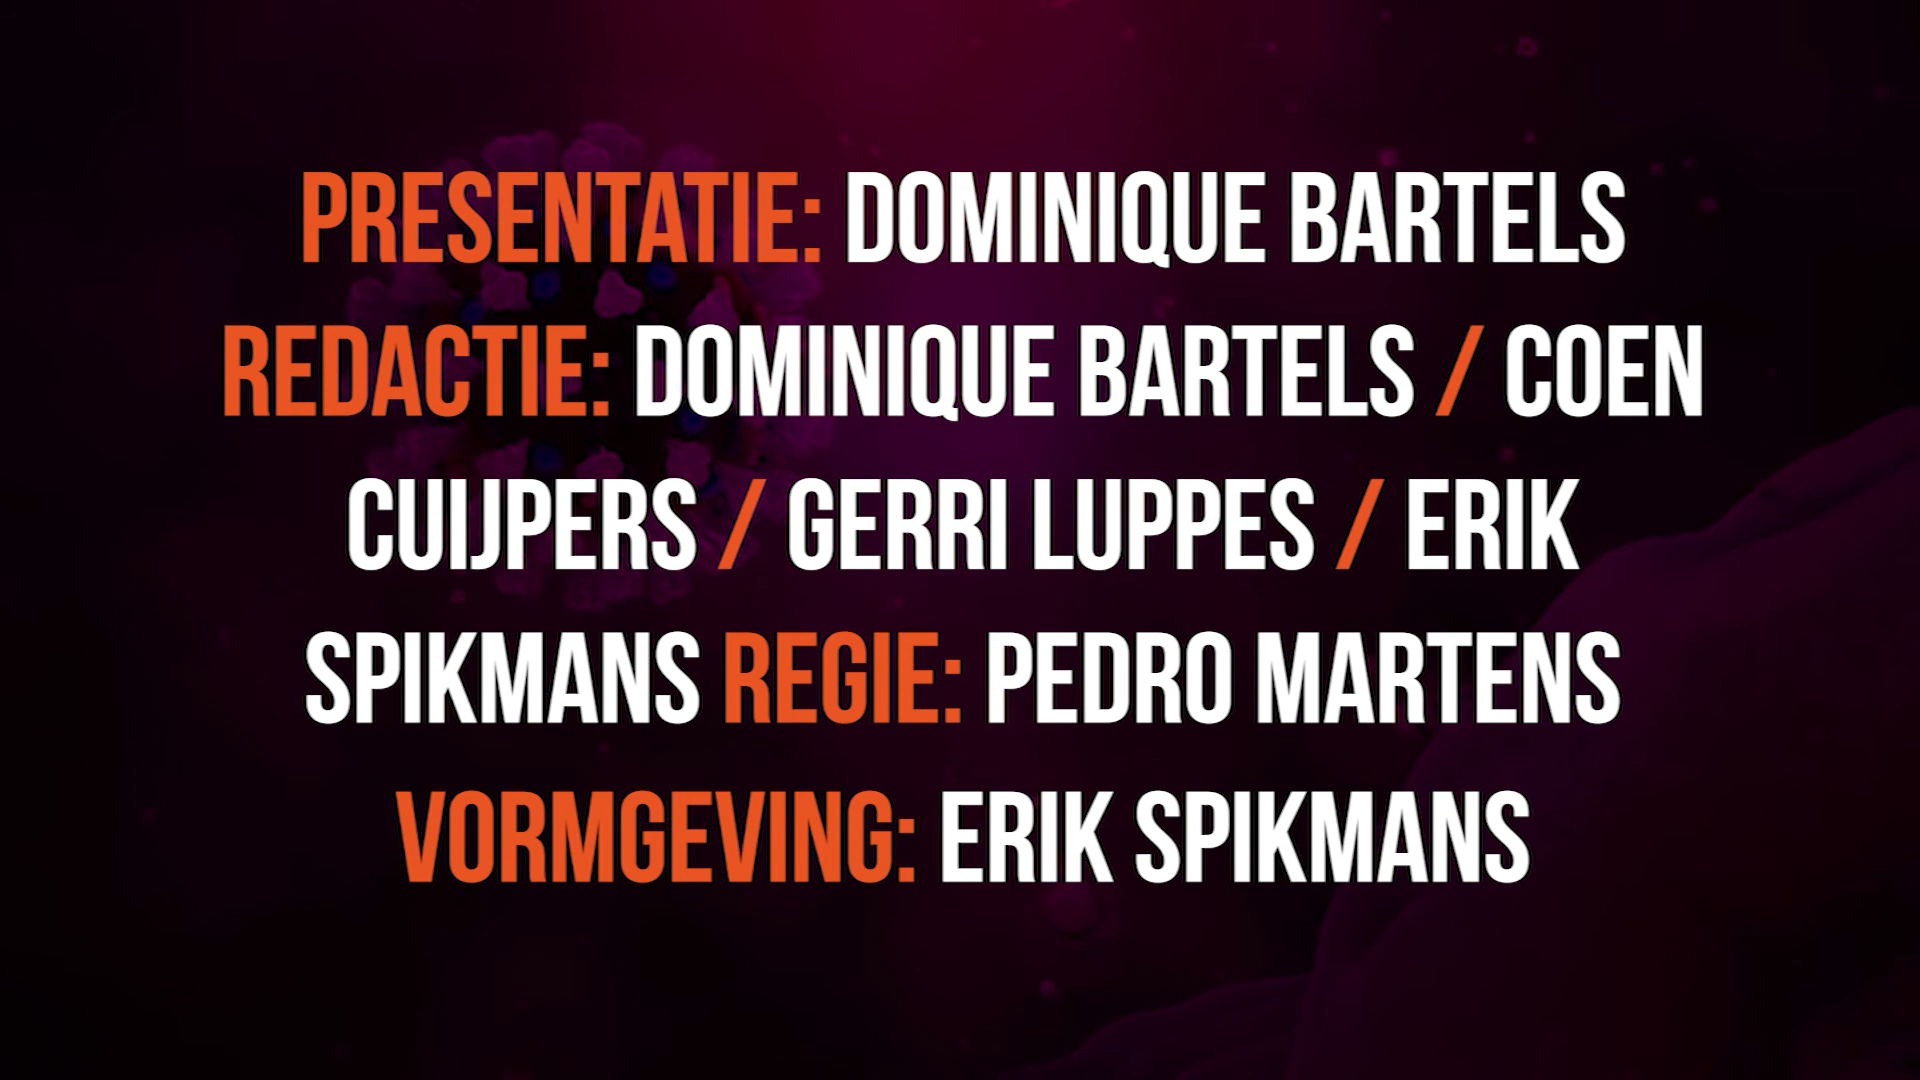 PRESENTATIE: DOMINIQUE BARTELS
REDACTIE: DOMINIQUE BARTELS / COEN
CUIJPERS / GERRI LUPPES / ERIK
SPIKMANS REGIE: PEDRO MARTENS
VORMGEVING: ERIK SPIKMANS